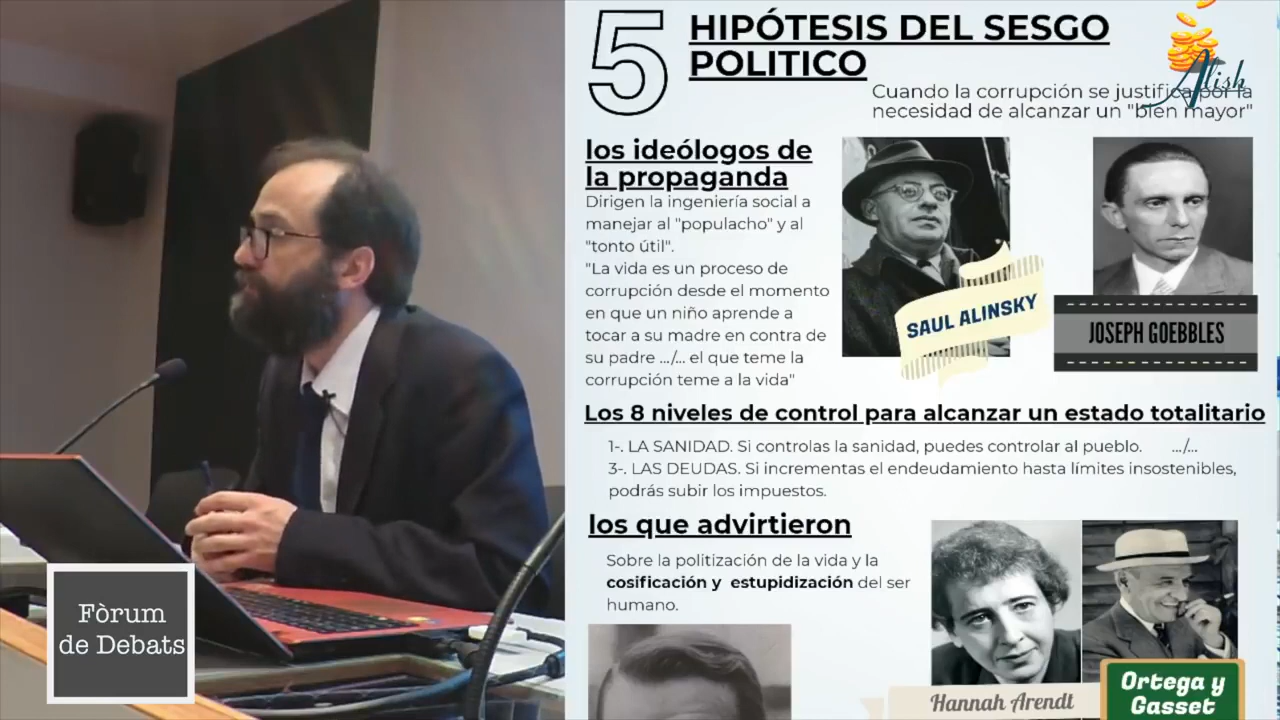 5
HIPÓTESIS DEL SESGO
POLITICO
Alish
Cuando la corrupción se justifica por la
necesidad de alcanzar un "bien mayor"
los ideólogos de
la propaganda
Dirigen la ingeniería social a
manejar al "populacho" y al
"tonto útil".
"La vida es un proceso de
corrupción desde el momento
en que un niño aprende a
tocar a su madre en contra de
su padre .../... el que teme la
corrupción teme a la vida"
SAUL ALINSKY
JOSEPH GOEBBLES
Los 8 niveles de control para alcanzar un estado totalitario
1-. LA SANIDAD. Si controlas la sanidad, puedes controlar al pueblo. .../...
3-. LAS DEUDAS. Si incrementas el endeudamiento hasta límites insostenibles,
podrás subir los impuestos.
los que advirtieron
Sobre la politización de la vida y la
cosificación y estupidización del ser
humano.
Hannah Arendt
Ortega y
Gasset
Fòrum
de Debats